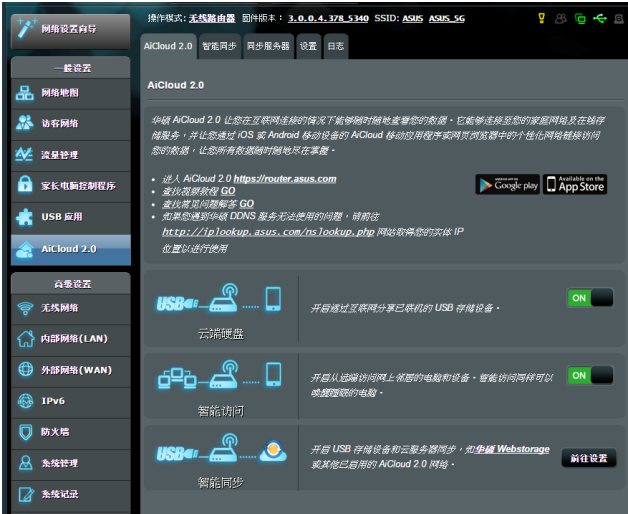 操作模式: 无线路由器 固件版本: 3.0.0.4.378_5340 SSID: ASUS ASUS_5G
网络设置向导
AiCloud 2.0 智能同步 同步服务器 设置 日志
一般设置
网络地图
访客网络
流量管理
家长电脑控制程序
USB 应用
AiCloud 2.0
高级设置
无线网络
内部网络(LAN)
外部网络(WAN)
IPv6
防火墙
系统管理
系统记录
AiCloud 2.0
华硕 AiCloud 2.0 让您在互联网连接的情况下能够随时随地查看您的数据。它能够连接至您的家庭网络及在线存
储服务，并让您通过 iOS 或 Android 移动设备的 AiCloud 移动应用程序或网页浏览器中的个性化网络链接访问
您的数据，让您所有数据随时随地尽在掌握。
进入 AiCloud 2.0 https://router.asus.com
查找视频教程 GO
查找常见问题解答 GO
如果您遇到华硕 DDNS 服务无法使用的问题，请前往
http://iplookup.asus.com/nslookup.php 网站取得您的实体 IP
位置以进行使用
ANDROID APP ON
Google play
Available on the
App Store
USB
云端硬盘
开启透过互联网分享已联机的 USB 存储设备。
ON
智能访问
开启从远端访问网上邻居的电脑和设备。智能访问同样可以
唤醒睡眠的电脑。
ON
USB
智能同步
开启 USB 存储设备和云服务器同步，如华硕 Webstorage
或其他已启用的 AiCloud 2.0 网络。
前往设置